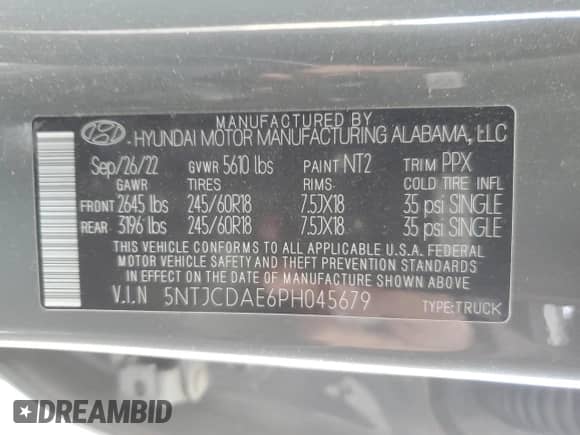 MANUFACTURED BY
HYUNDAI MOTOR MANUFACTURING ALABAMA, LLC
Sep/26/22 GVWR 5610 lbs PAINT NT2 TRIM PPX
GAWR TIRES RIMS COLD TIRE INFL
FRONT 2645 lbs 245/60R18 7.5JX18 35 psi SINGLE
REAR 3196 lbs 245/60R18 7.5JX18 35 psi SINGLE
THIS VEHICLE CONFORMS TO ALL APPLICABLE U.S.A. FEDERAL
MOTOR VEHICLE SAFETY AND THEFT PREVENTION STANDARDS
IN EFFECT ON THE DATE OF MANUFACTURE SHOWN ABOVE.
V.I.N 5NTJCDAE6PH045679 TYPE:TRUCK
DREAMBID